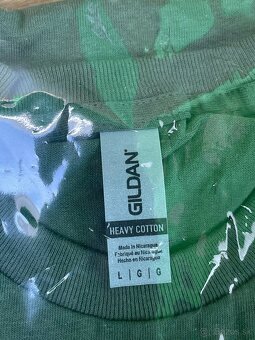 GILDAN
HEAVY COTTON
Made in Nicaragua
Fabriqué au Nicaragua
Hecho en Nicaragua
L | G | G